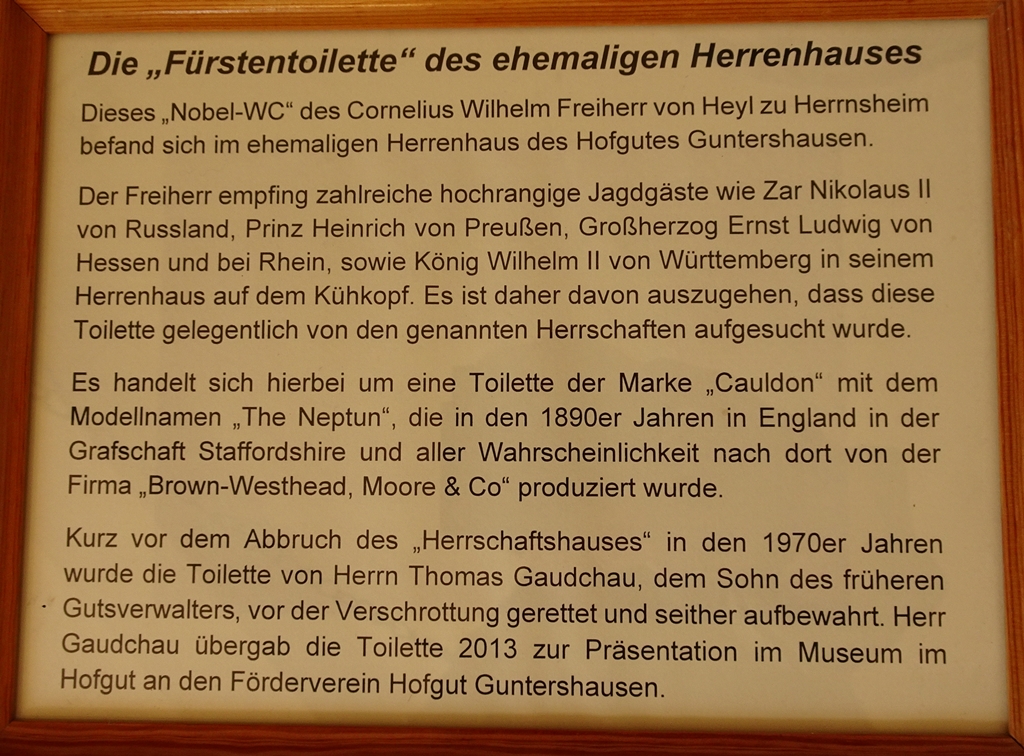 Die „Fürstentoilette“ des ehemaligen Herrenhauses
Dieses „Nobel-WC“ des Cornelius Wilhelm Freiherr von Heyl zu Herrnsheim
befand sich im ehemaligen Herrenhaus des Hofgutes Guntershausen.
Der Freiherr empfing zahlreiche hochrangige Jagdgäste wie Zar Nikolaus II
von Russland, Prinz Heinrich von Preußen, Großherzog Ernst Ludwig von
Hessen und bei Rhein, sowie König Wilhelm II von Württemberg in seinem
Herrenhaus auf dem Kühkopf. Es ist daher davon auszugehen, dass diese
Toilette gelegentlich von den genannten Herrschaften aufgesucht wurde.
Es handelt sich hierbei um eine Toilette der Marke „Cauldon“ mit dem
Modellnamen „The Neptun“, die in den 1890er Jahren in England in der
Grafschaft Staffordshire und aller Wahrscheinlichkeit nach dort von der
Firma „Brown-Westhead, Moore & Co“ produziert wurde.
Kurz vor dem Abbruch des „Herrschaftshauses“ in den 1970er Jahren
wurde die Toilette von Herrn Thomas Gaudchau, dem Sohn des früheren
Gutsverwalters, vor der Verschrottung gerettet und seither aufbewahrt. Herr
Gaudchau übergab die Toilette 2013 zur Präsentation im Museum im
Hofgut an den Förderverein Hofgut Guntershausen.